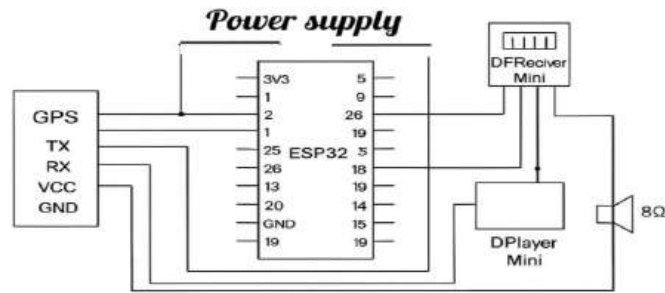 Power supply
GPS
TX
RX
VCC
GND
3V3
1
2
1
25
26
13
20
GND
19
ESP32
5
9
26
19
18
19
14
15
19
DFReciver
Mini
DPlayer
Mini
8Ω